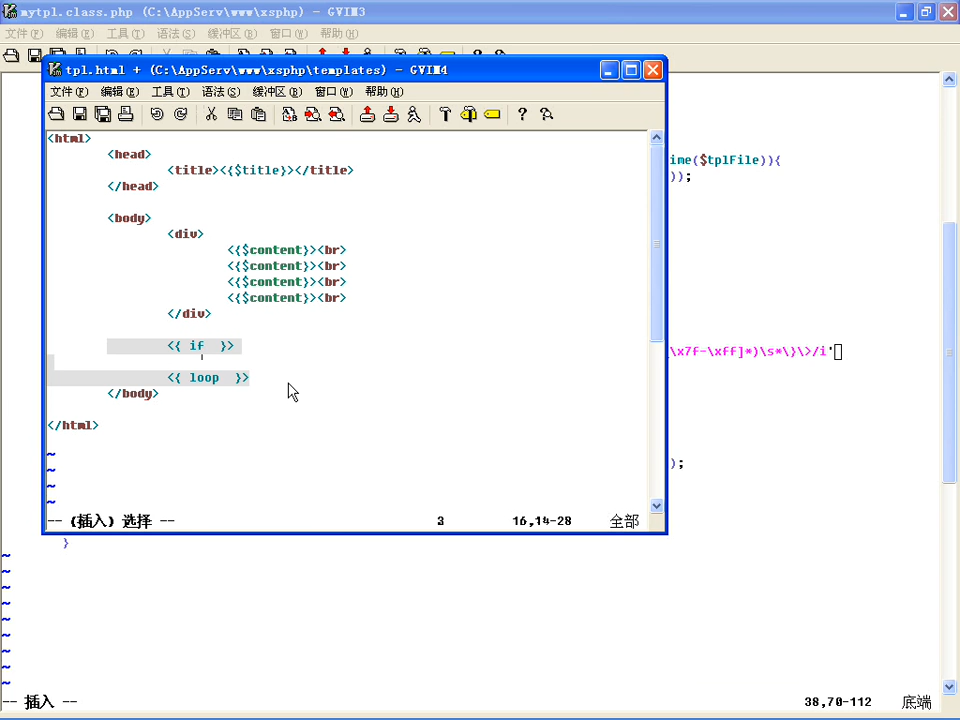 mytpl.class.php (C:\AppServ\www\xsphp) - GVIM3
文件(F) 编辑(E) 工具(T) 语法(S) 缓冲区(B) 窗口(W) 帮助(H)
tpl.html + (C:\AppServ\www\xsphp\templates) - GVIM4
文件(F) 编辑(E) 工具(T) 语法(S) 缓冲区(B) 窗口(W) 帮助(H)
<html>
<head>
<title><{$title}></title>
</head>
<body>
<div>
<{$content}><br>
<{$content}><br>
<{$content}><br>
<{$content}><br>
</div>
<{ if }>
<{ loop }>
</body>
</html>
~
~
~
~
-- (插入) 选择 -- 3 16,14-28 全部
ime($tplFile)){
));
\x7f-\xff]*)\s*\}\>/i'
);
}
~
~
~
~
~
~
~
~
~
-- 插入 -- 38,70-112 底端